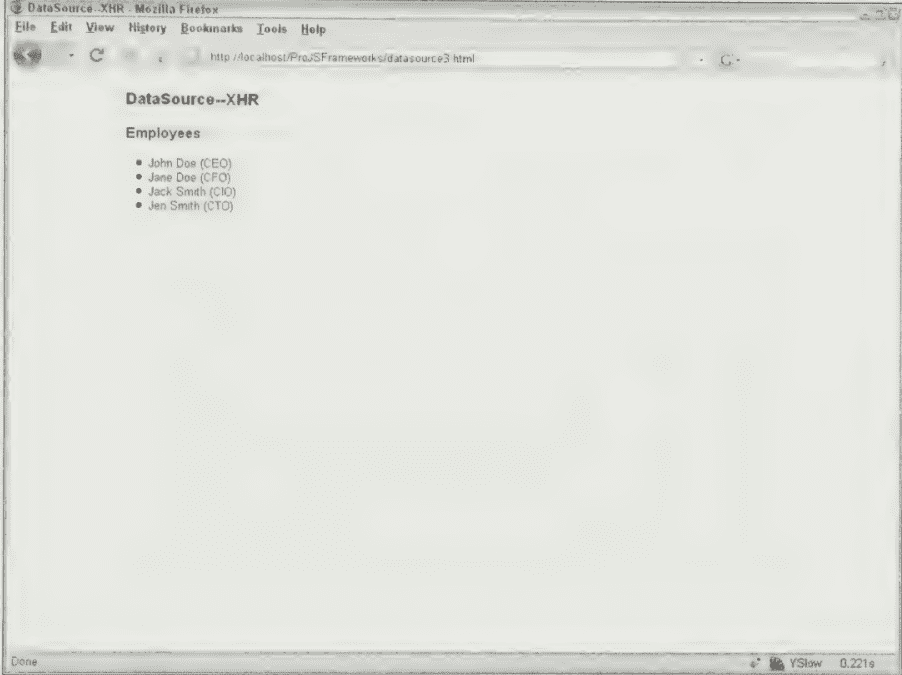 DataSource--XHR - Mozilla Firefox
File Edit View History Bookmarks Tools Help
http://localhost/ProJSFrameworks/datasource3.html
DataSource--XHR
Employees
John Doe (CEO)
Jane Doe (CFO)
Jack Smith (CIO)
Jen Smith (CTO)
Done YSlow 0.221s